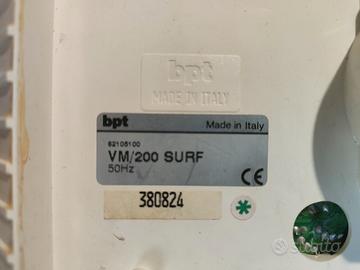 bpt
MADE IN ITALY
bpt Made in Italy
62105100
VM/200 SURF
50Hz
CE
380824
subito